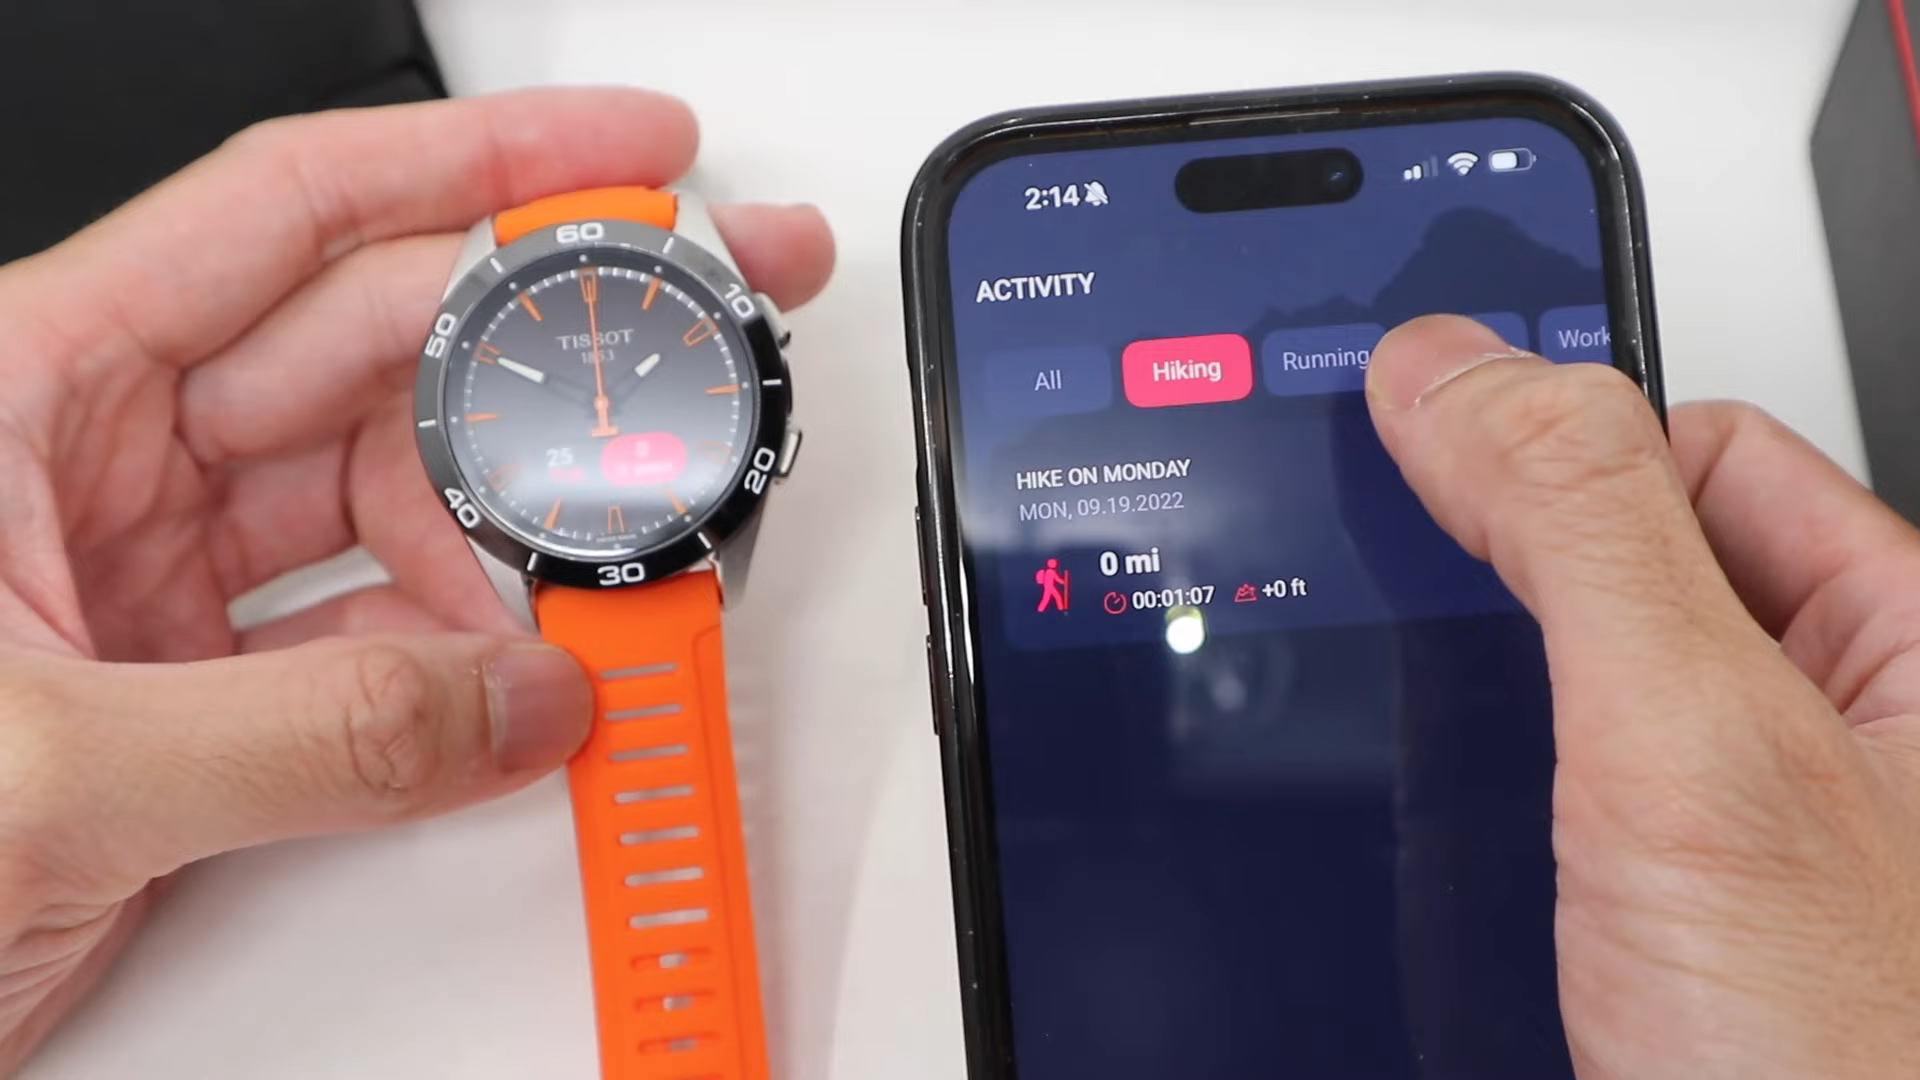 60
10
20
30
40
50
TISSOT
1853
25
2:14
ACTIVITY
All
Hiking
Running
Work
HIKE ON MONDAY
MON, 09.19.2022
0 mi
00:01:07
+0 ft